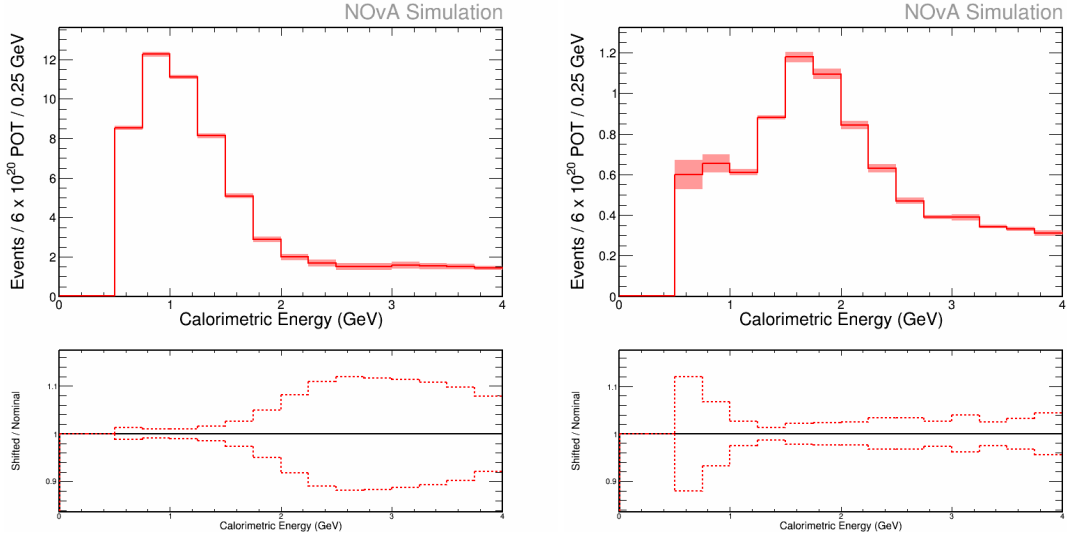 NOvA Simulation
Events / 6 x 10^20 POT / 0.25 GeV
12
10
8
6
4
2
0
0 1 2 3 4
Calorimetric Energy (GeV)
Shifted / Nominal
1.1
1
0.9
0 1 2 3 4
Calorimetric Energy (GeV)
NOvA Simulation
Events / 6 x 10^20 POT / 0.25 GeV
1.2
1
0.8
0.6
0.4
0.2
0
0 1 2 3 4
Calorimetric Energy (GeV)
Shifted / Nominal
1.1
1
0.9
0 1 2 3 4
Calorimetric Energy (GeV)